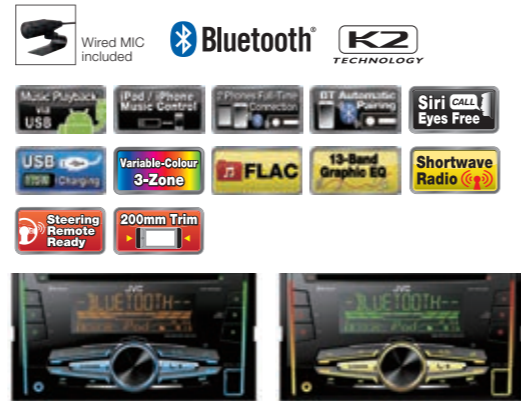 Wired MIC
included
Bluetooth®
K2
TECHNOLOGY
Music Playback
via
USB
iPod / iPhone
Music Control
2 Phones Full-Time
Connection
BT Automatic
Pairing
Siri CALL
Eyes Free
USB
Charging
Variable-Colour
3-Zone
FLAC
13-Band
Graphic EQ
Shortwave
Radio
Steering
Remote
Ready
200mm Trim
JVC
-BLUETOOTH--
JVC
-BLUETOOTH--